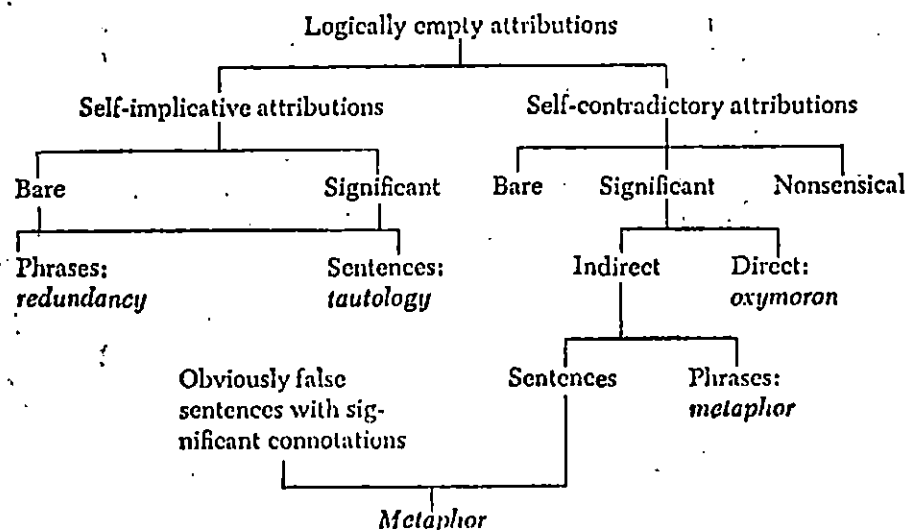 Logically empty attributions
Self-implicative attributions Self-contradictory attributions
Bare Significant Bare Significant Nonsensical
Phrases: Sentences: Indirect Direct:
redundancy tautology oxymoron
Obviously false Sentences Phrases:
sentences with sig- metaphor
nificant connotations
Metaphor